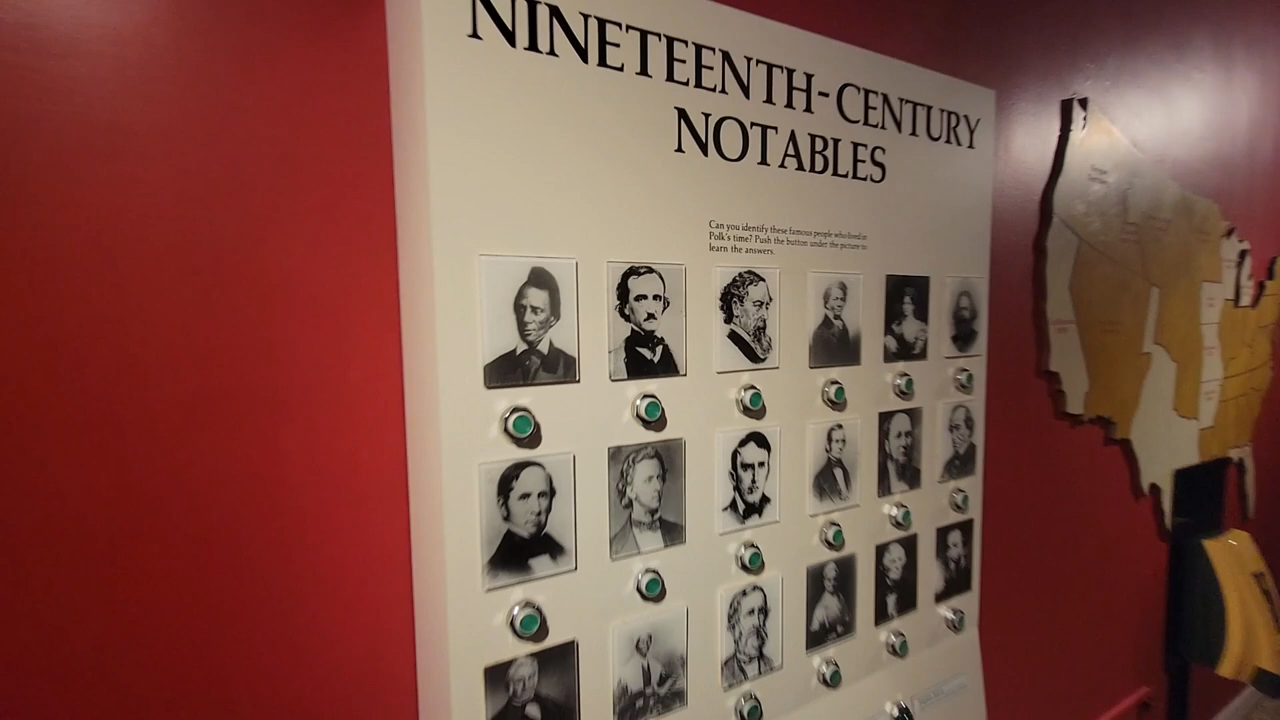 NINETEENTH-CENTURY
NOTABLES
Can you identify these famous people who lived in
Polk's time? Push the button under the picture to
learn the answers.